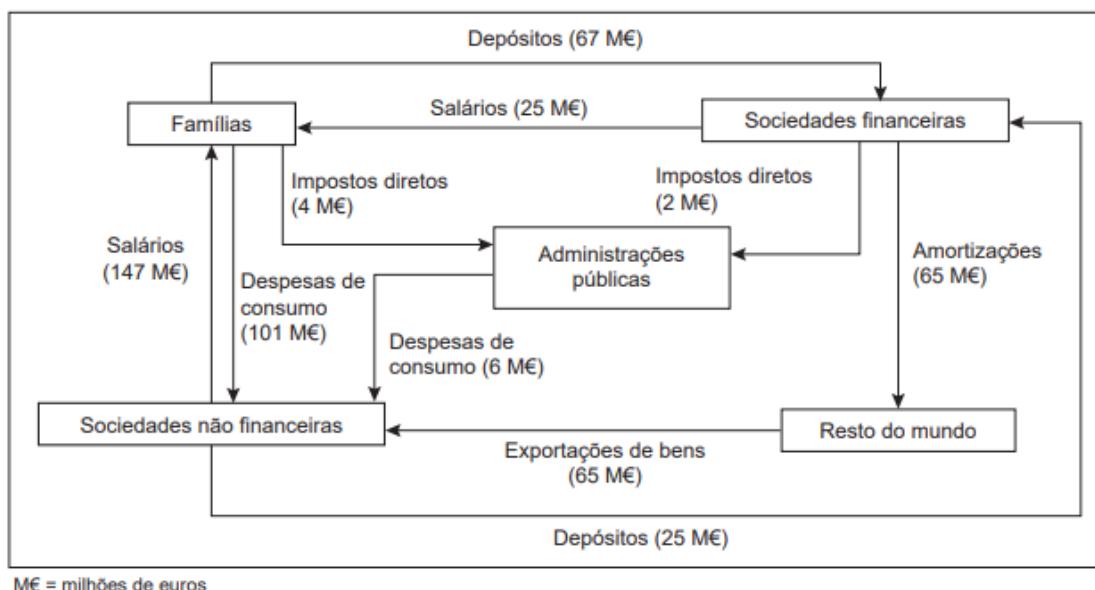 Depósitos (67 M€)
Famílias
Salários (25 M€)
Sociedades financeiras
Impostos diretos
(4 M€)
Impostos diretos
(2 M€)
Salários
(147 M€)
Despesas de
consumo
(101 M€)
Administrações
públicas
Amortizações
(65 M€)
Despesas de
consumo (6 M€)
Sociedades não financeiras
Exportações de bens
(65 M€)
Resto do mundo
Depósitos (25 M€)
M€ = milhões de euros